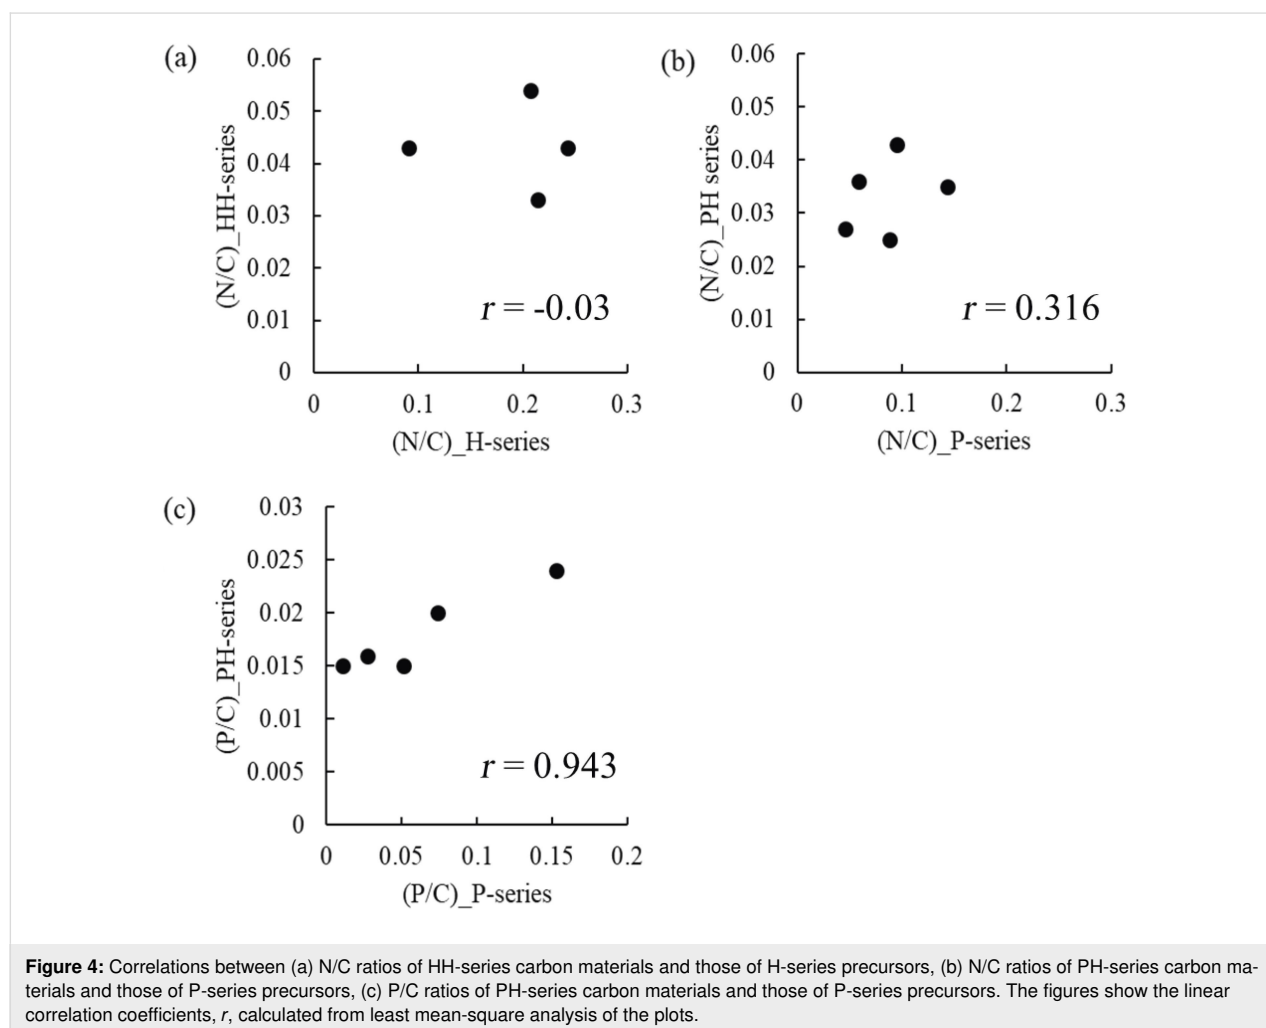 (a)
0.06
0.05
0.04
0.03
0.02
0.01
0
(N/C)_HH-series
r = -0.03
0 0.1 0.2 0.3
(N/C)_H-series
(b)
0.06
0.05
0.04
0.03
0.02
0.01
0
(N/C)_PH series
r = 0.316
0 0.1 0.2 0.3
(N/C)_P-series
(c)
0.03
0.025
0.02
0.015
0.01
0.005
0
(P/C)_PH-series
r = 0.943
0 0.05 0.1 0.15 0.2
(P/C)_P-series
Figure 4: Correlations between (a) N/C ratios of HH-series carbon materials and those of H-series precursors, (b) N/C ratios of PH-series carbon ma-
terials and those of P-series precursors, (c) P/C ratios of PH-series carbon materials and those of P-series precursors. The figures show the linear
correlation coefficients, r, calculated from least mean-square analysis of the plots.